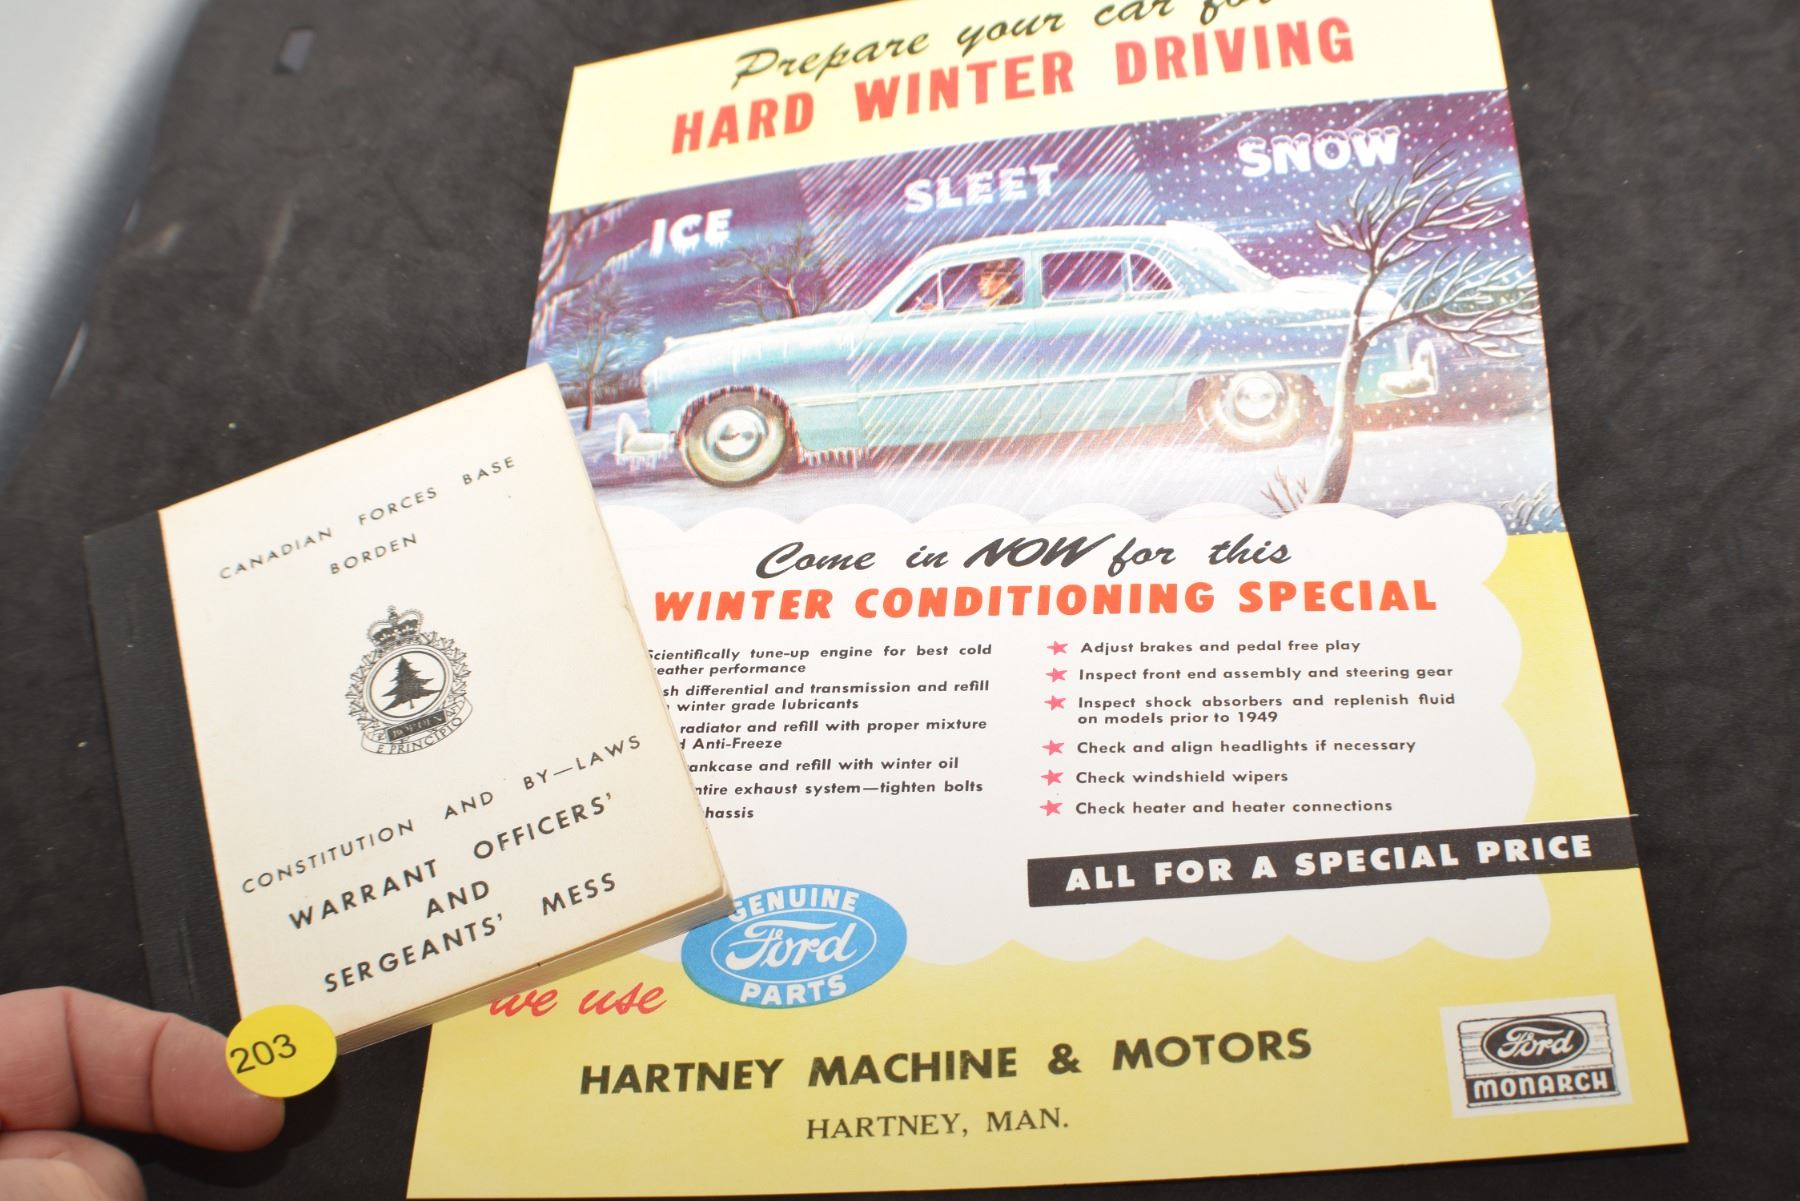 Prepare your car for
HARD WINTER DRIVING
ICE
SLEET
SNOW
Come in NOW for this
WINTER CONDITIONING SPECIAL
Scientifically tune-up engine for best cold
performance
differential and transmission and refill
winter grade lubricants
radiator and refill with proper mixture
Anti-Freeze
and refill with winter oil
exhaust system—tighten bolts
Adjust brakes and pedal free play
Inspect front end assembly and steering gear
Inspect shock absorbers and replenish fluid
on models prior to 1949
Check and align headlights if necessary
Check windshield wipers
Check heater and heater connections
ALL FOR A SPECIAL PRICE
we use
GENUINE
Ford
PARTS
HARTNEY MACHINE & MOTORS
HARTNEY, MAN.
Ford
MONARCH
CANADIAN FORCES BASE
BORDEN
BORDEN
E PRINCIPIO
CONSTITUTION AND BY—LAWS
WARRANT OFFICERS'
AND
SERGEANTS' MESS
203